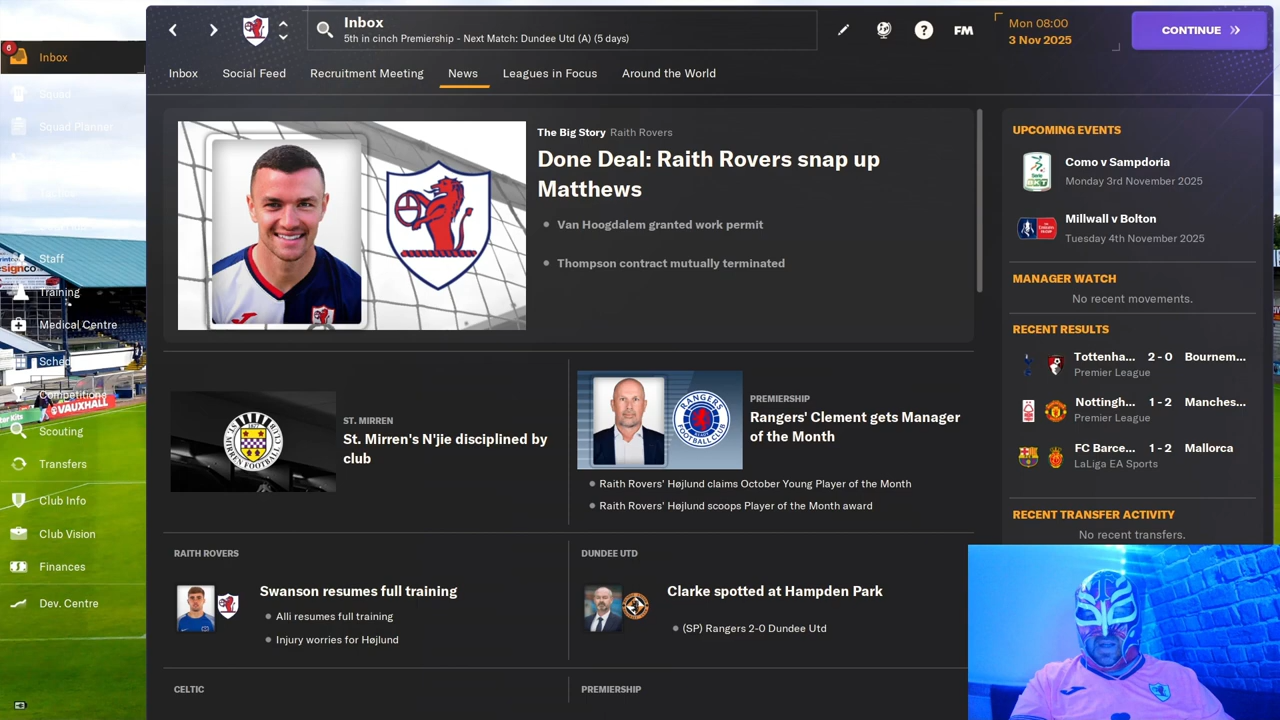 6
Inbox
Squad
Squad Planner
Staff
Training
Medical Centre
Sched
Competitions
Scouting
Transfers
Club Info
Club Vision
Finances
Dev. Centre
VAUXHALL
Inbox
5th in cinch Premiership - Next Match: Dundee Utd (A) (5 days)
?
FM
Mon 08:00
3 Nov 2025
CONTINUE
Inbox
Social Feed
Recruitment Meeting
News
Leagues in Focus
Around the World
The Big Story Raith Rovers
Done Deal: Raith Rovers snap up
Matthews
Van Hoogdalem granted work permit
Thompson contract mutually terminated
ST. MIRREN
St. Mirren's N'jie disciplined by
club
PREMIERSHIP
Rangers' Clement gets Manager
of the Month
Raith Rovers' Højlund claims October Young Player of the Month
Raith Rovers' Højlund scoops Player of the Month award
RAITH ROVERS
Swanson resumes full training
Alli resumes full training
Injury worries for Højlund
DUNDEE UTD
Clarke spotted at Hampden Park
(SP) Rangers 2-0 Dundee Utd
CELTIC
PREMIERSHIP
UPCOMING EVENTS
Como v Sampdoria
Monday 3rd November 2025
Millwall v Bolton
Tuesday 4th November 2025
MANAGER WATCH
No recent movements.
RECENT RESULTS
Tottenha... 2 - 0 Bournem...
Premier League
Nottingh... 1 - 2 Manches...
Premier League
FC Barce... 1 - 2 Mallorca
LaLiga EA Sports
RECENT TRANSFER ACTIVITY
No recent transfers.